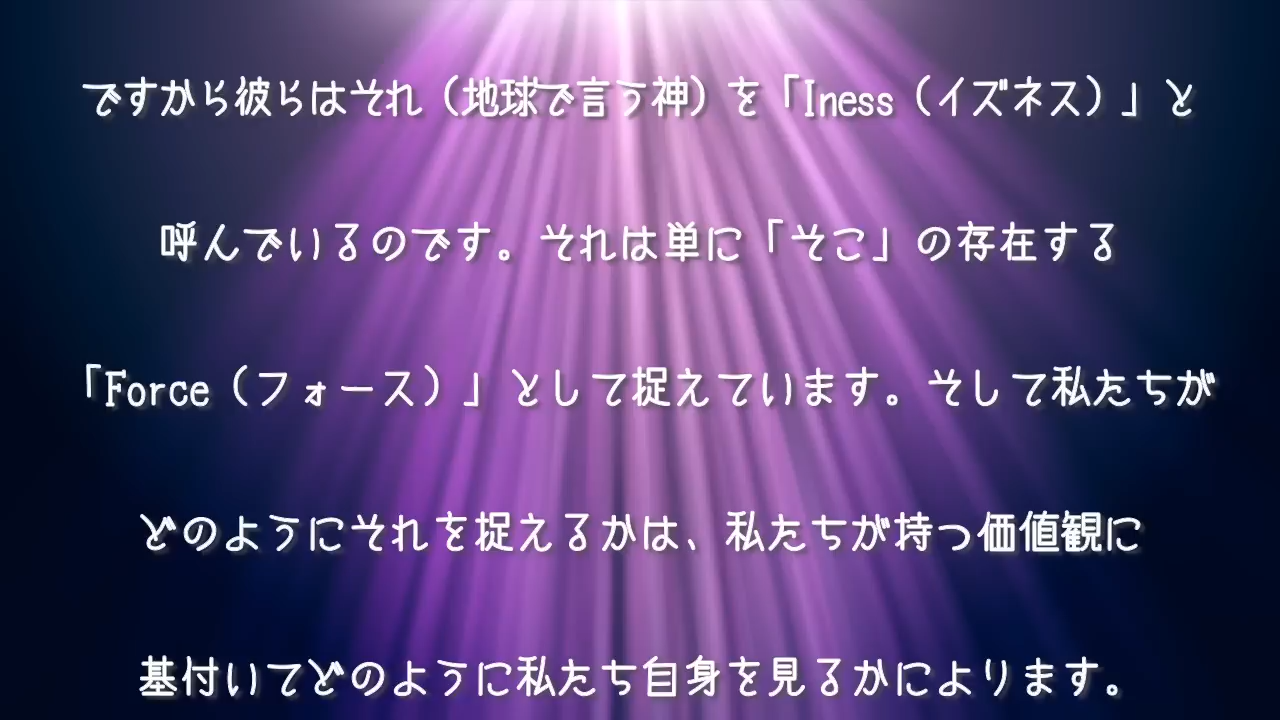 ですから彼らはそれ（地球で言う神）を「Iness（イズネス）」と
呼んでいるのです。それは単に「そこ」の存在する
「Force（フォース）」として捉えています。そして私たちが
どのようにそれを捉えるかは、私たちが持つ価値観に
基付いてどのように私たち自身を見るかによります。